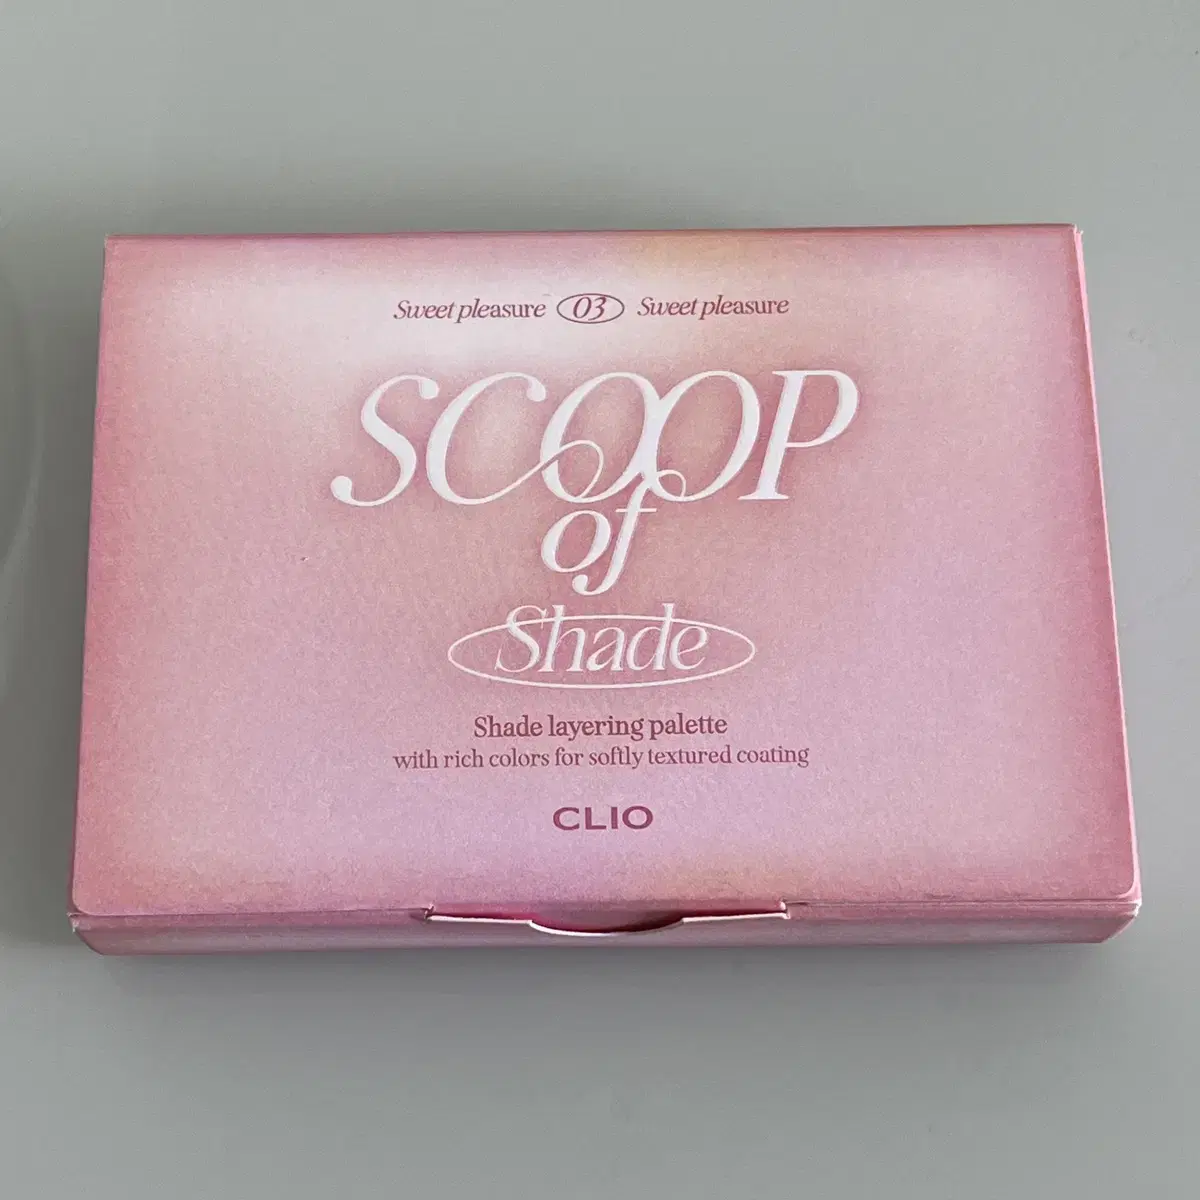 Sweet pleasure 03 Sweet pleasure
SCOOP
of
Shade
Shade layering palette
with rich colors for softly textured coating
CLIO